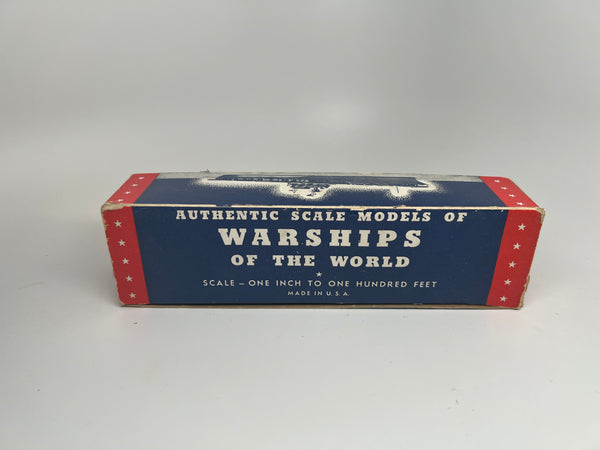 AUTHENTIC SCALE MODELS OF
WARSHIPS
OF THE WORLD
SCALE – ONE INCH TO ONE HUNDRED FEET
MADE IN U.S.A.